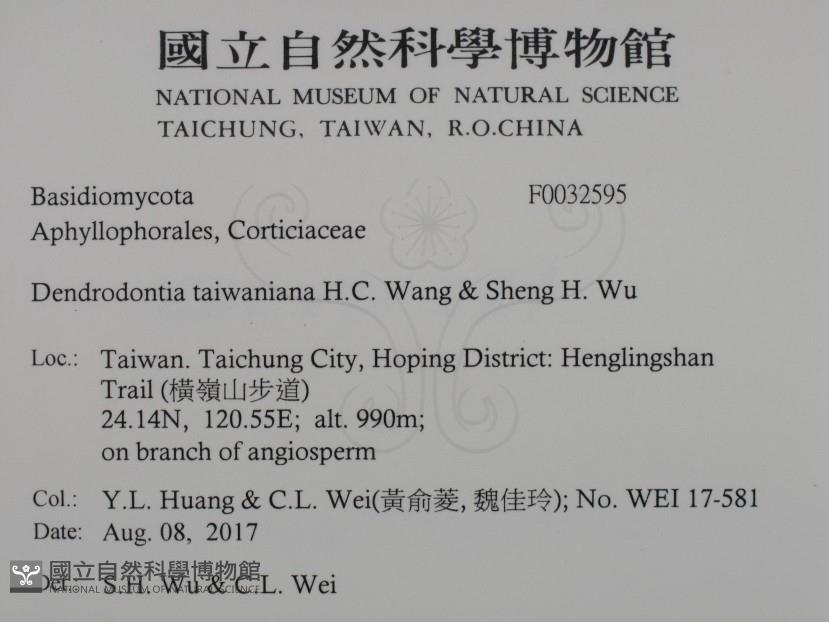 國立自然科學博物館
NATIONAL MUSEUM OF NATURAL SCIENCE
TAICHUNG, TAIWAN, R.O.CHINA
Basidiomycota F0032595
Aphyllophorales, Corticiaceae
Dendrodontia taiwaniana H.C. Wang & Sheng H. Wu
Loc.: Taiwan. Taichung City, Hoping District: Henglingshan
Trail (橫嶺山步道)
24.14N, 120.55E; alt. 990m;
on branch of angiosperm
Col.: Y.L. Huang & C.L. Wei(黃俞菱, 魏佳玲); No. WEI 17-581
Date: Aug. 08, 2017
Det.: S.H. Wu & C.L. Wei
國立自然科學博物館
NATIONAL MUSEUM OF NATURAL SCIENCE